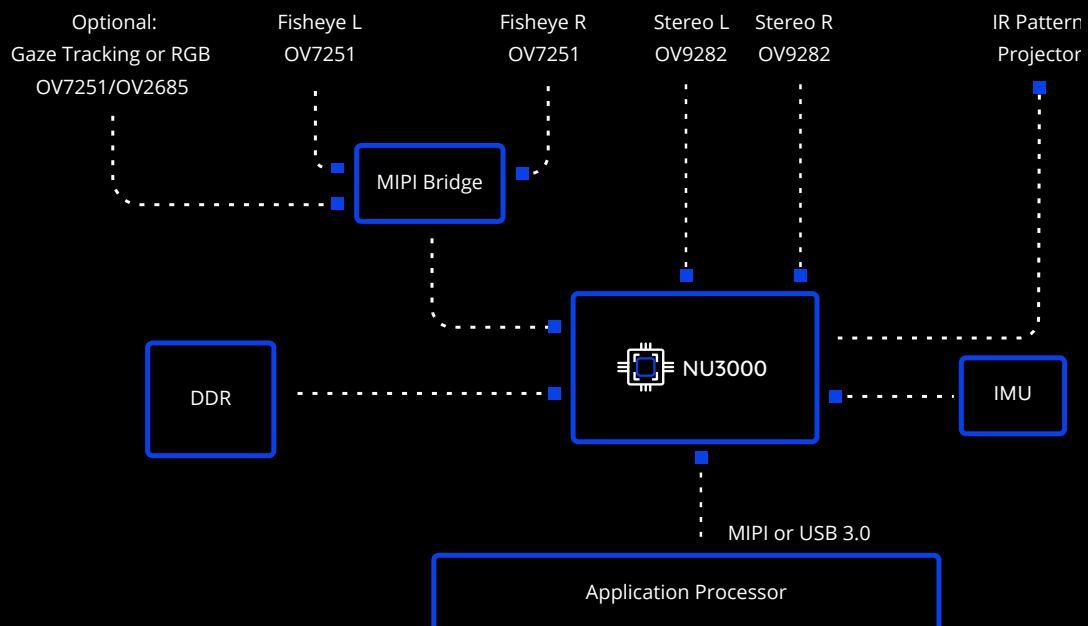 Optional:
Gaze Tracking or RGB
OV7251/OV2685
Fisheye L
OV7251
Fisheye R
OV7251
Stereo L
OV9282
Stereo R
OV9282
IR Pattern
Projector
MIPI Bridge
NU3000
DDR
IMU
MIPI or USB 3.0
Application Processor